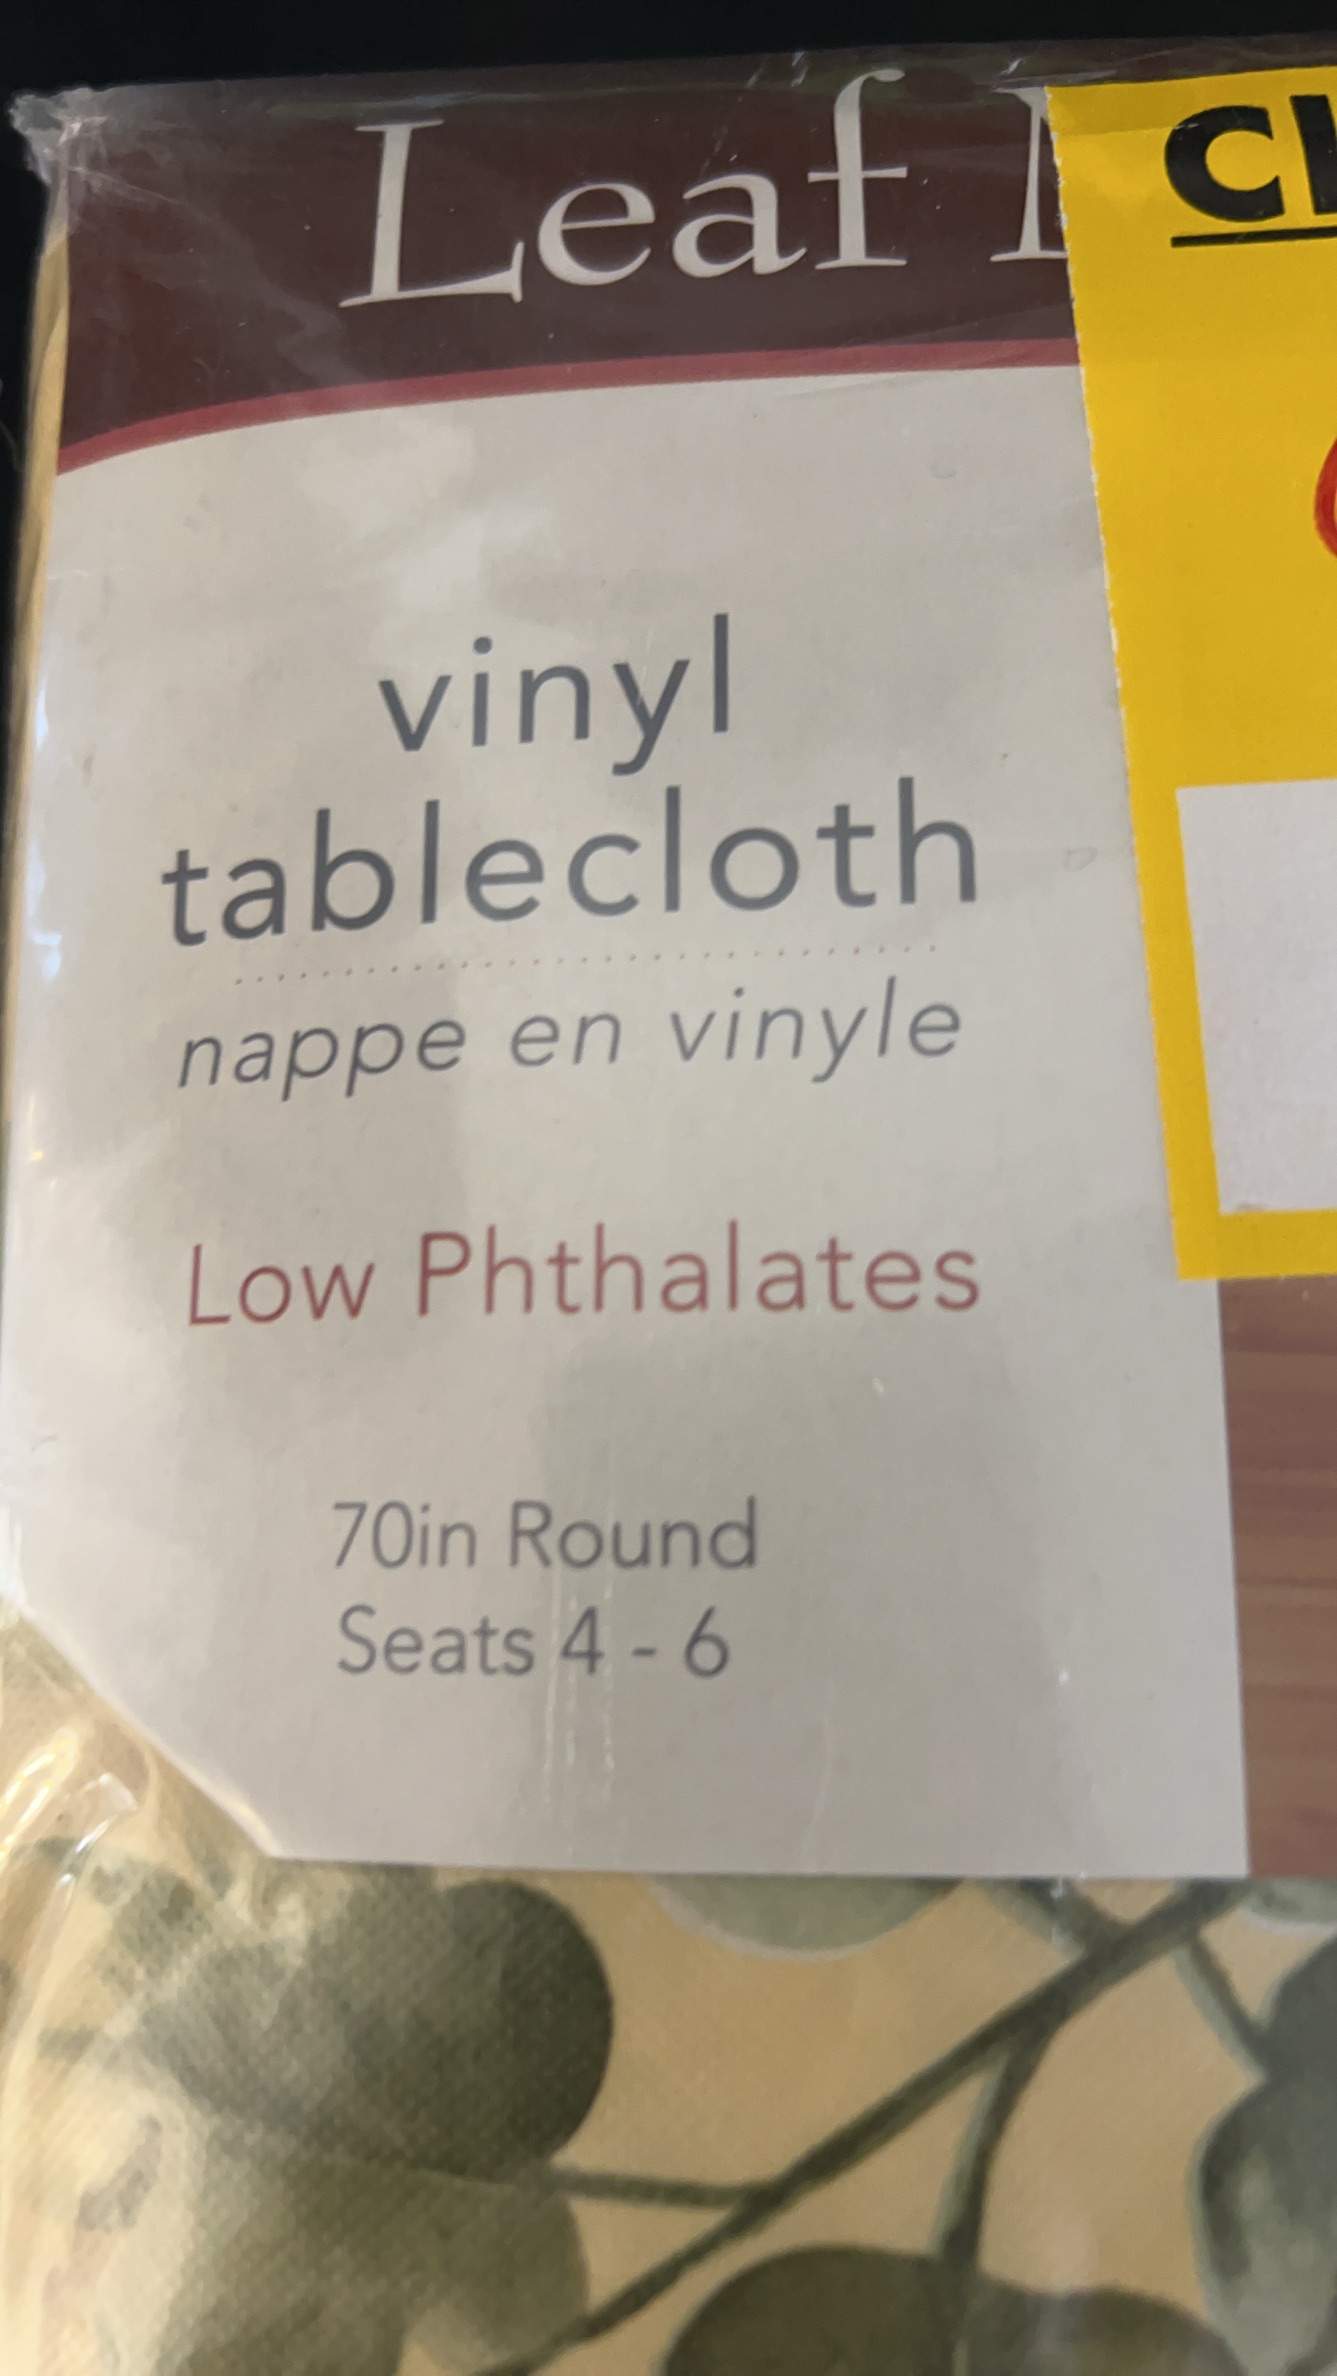 Leaf
vinyl
tablecloth
nappe en vinyle
Low Phthalates
70in Round
Seats 4 - 6